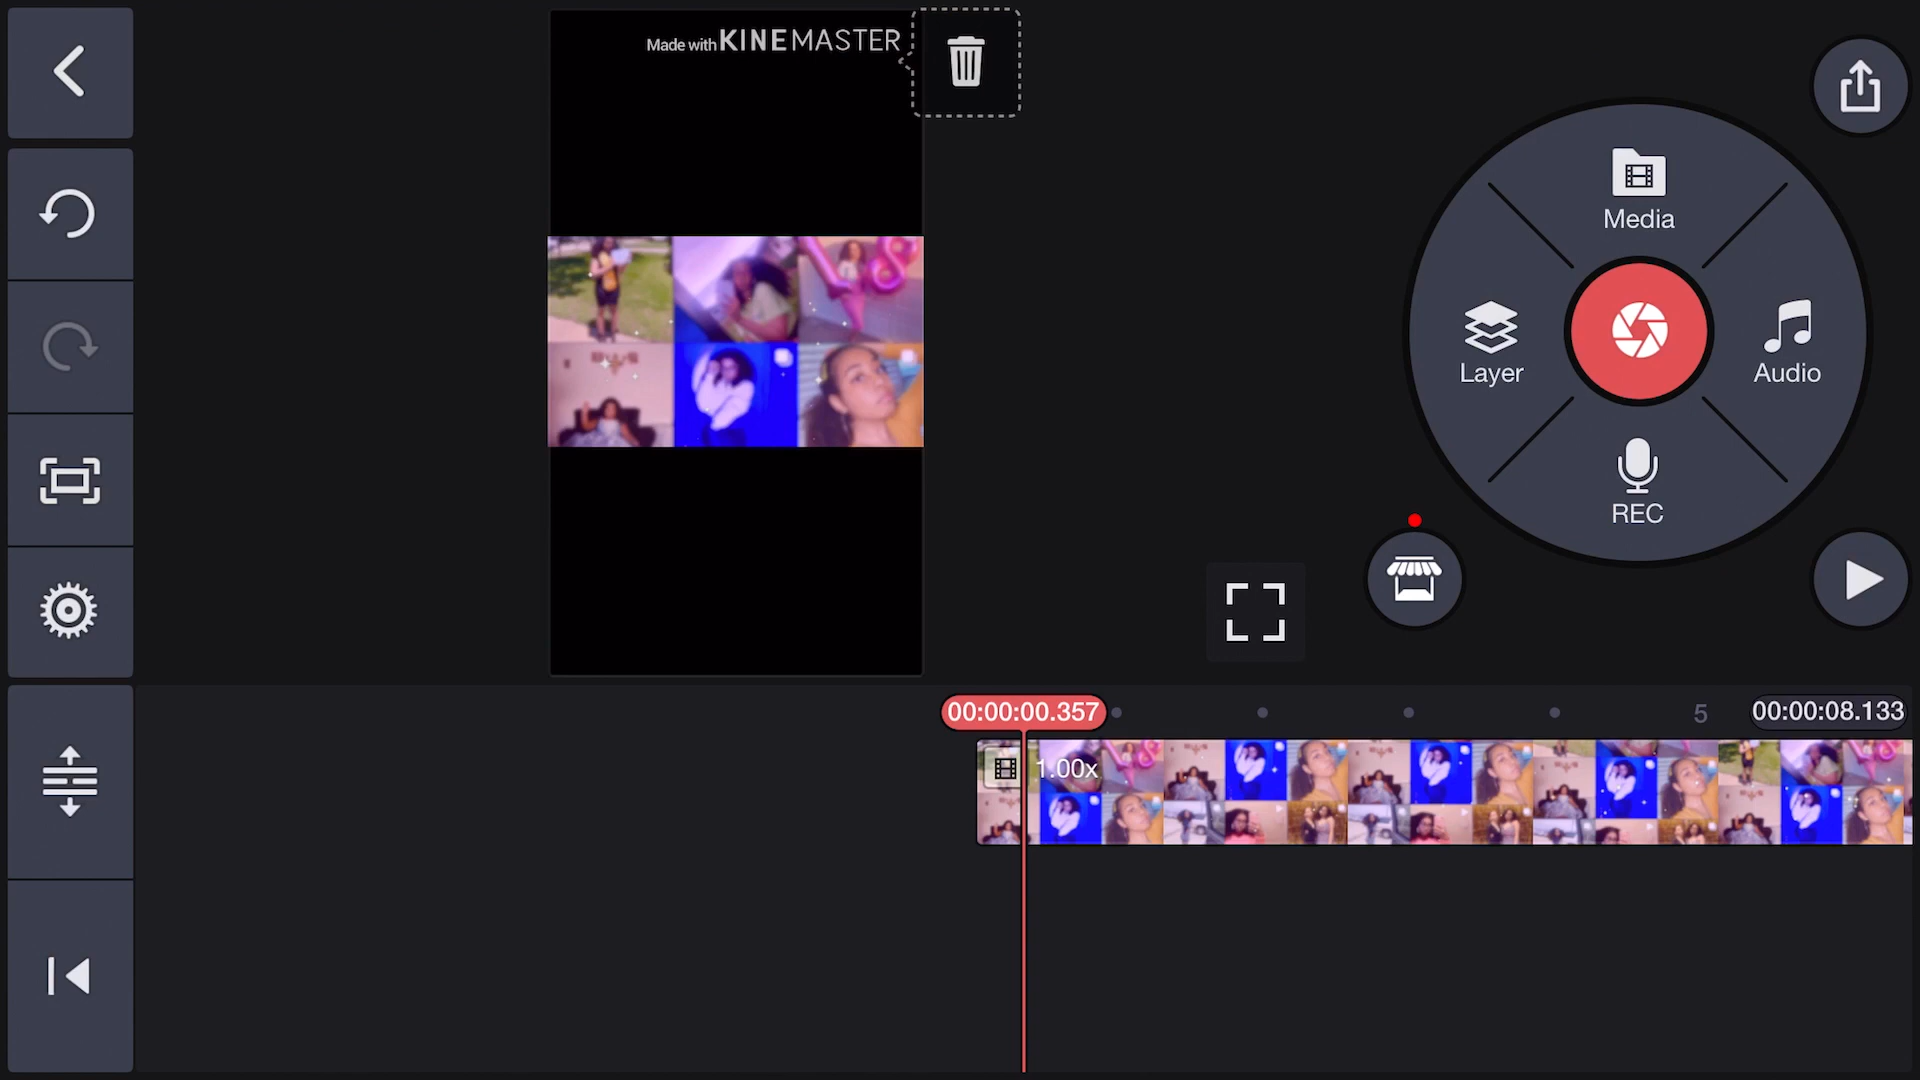 Made with KINEMASTER
Media
Layer
Audio
REC
00:00:00.357
5
00:00:08.133
1.00x